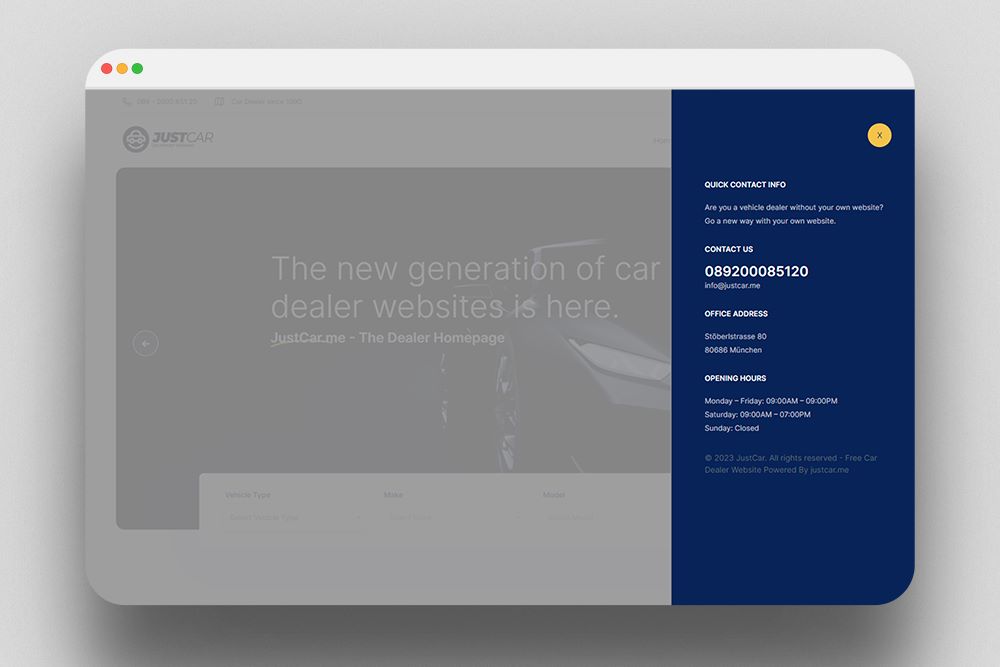 089 - 2000 851 20
Car Dealer since 1990
JUSTCAR
Hom
The new generation of car
dealer websites is here.
JustCar.me - The Dealer Homepage
Vehicle Type
Make
Model
Select Vehicle Type
Select Make
Select Model
X
QUICK CONTACT INFO
Are you a vehicle dealer without your own website?
Go a new way with your own website.
CONTACT US
089200085120
info@justcar.me
OFFICE ADDRESS
Stöberlstrasse 80
80686 München
OPENING HOURS
Monday – Friday: 09:00AM – 09:00PM
Saturday: 09:00AM – 07:00PM
Sunday: Closed
© 2023 JustCar. All rights reserved - Free Car
Dealer Website Powered By justcar.me